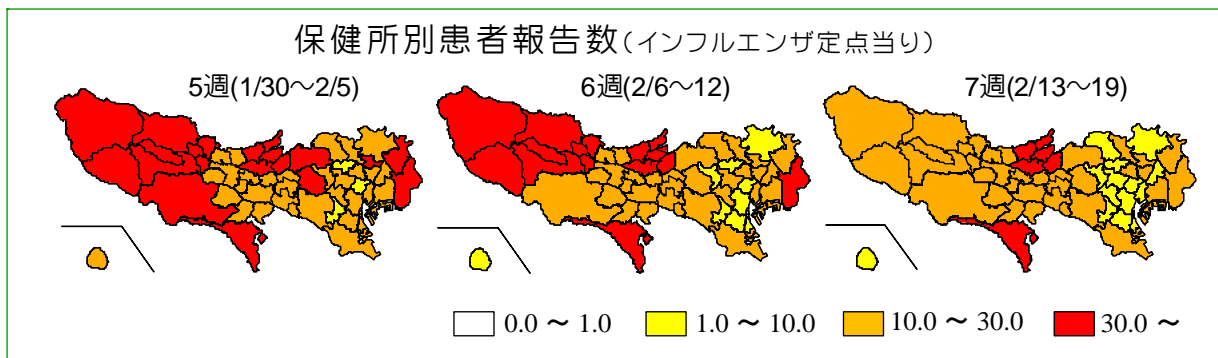 保健所別患者報告数(インフルエンザ定点当り)
5週(1/30～2/5)
6週(2/6～12)
7週(2/13～19)
0.0 ～ 1.0
1.0 ～ 10.0
10.0 ～ 30.0
30.0 ～